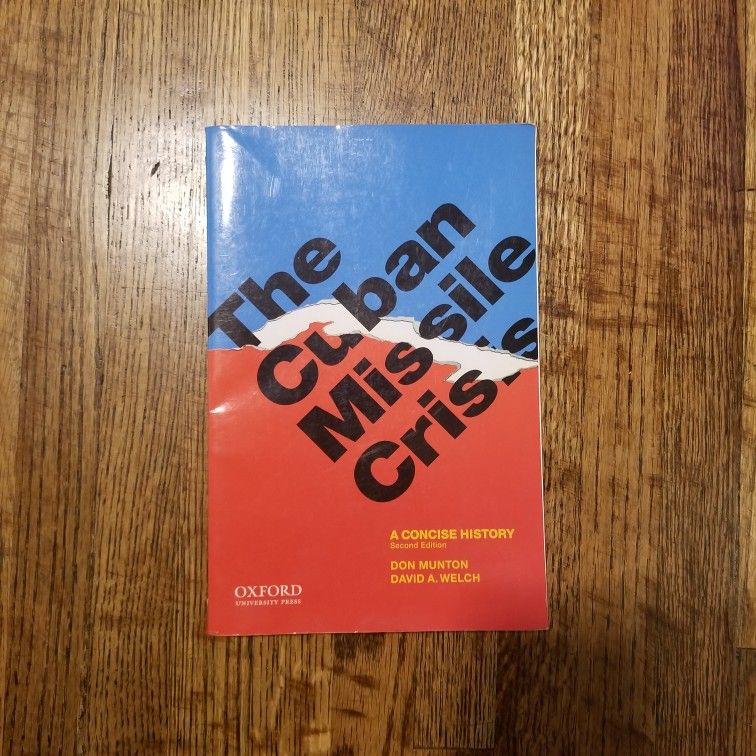 The
Cuban
Missile
Crisis
A CONCISE HISTORY
Second Edition
DON MUNTON
DAVID A. WELCH
OXFORD
UNIVERSITY PRESS